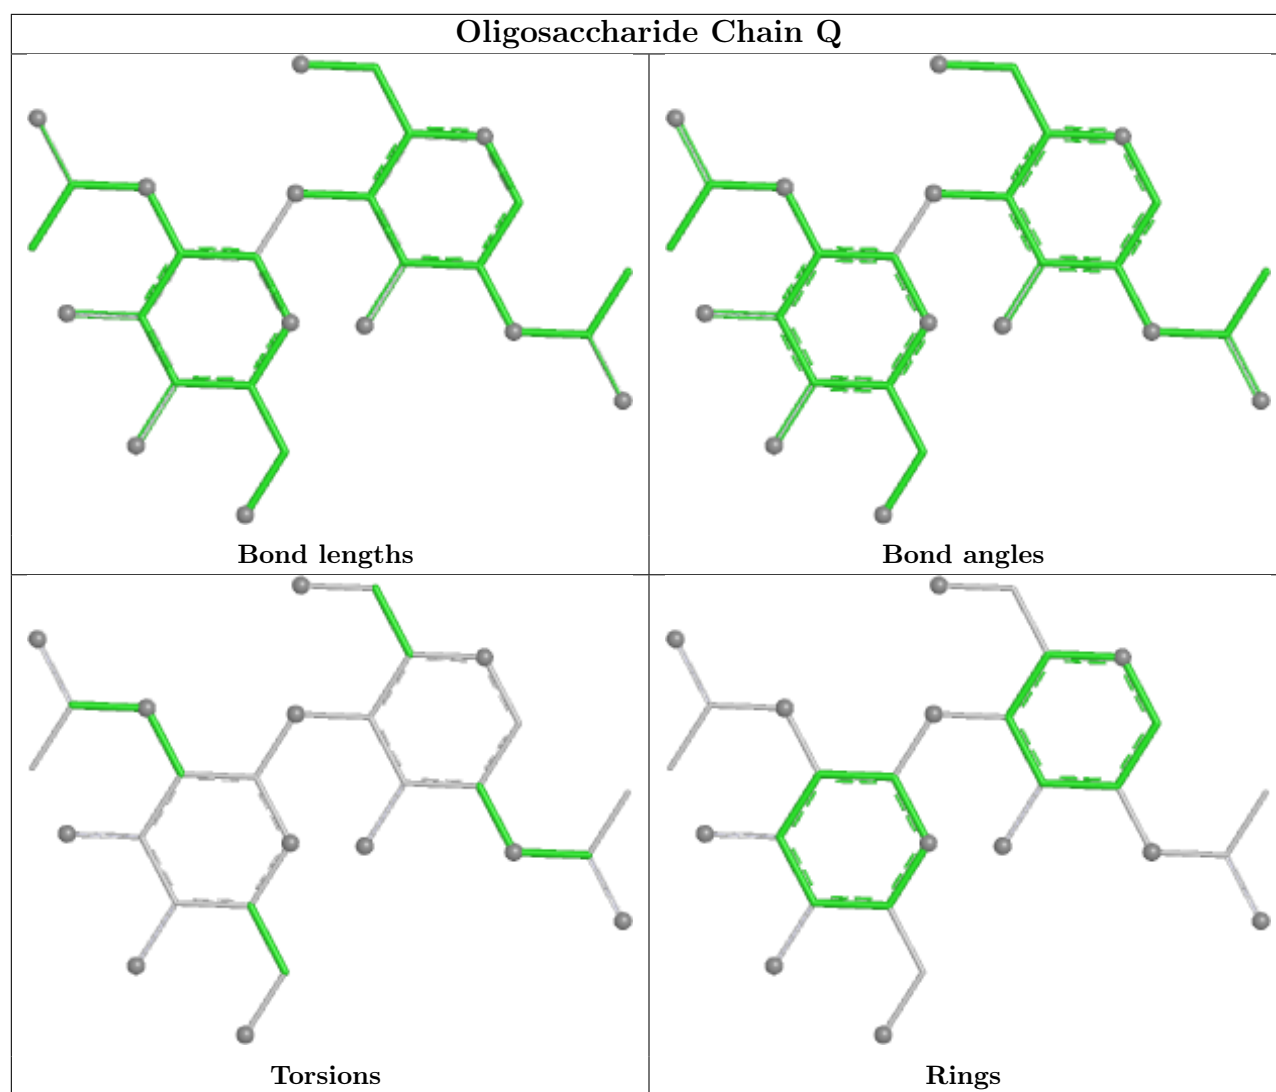 Oligosaccharide Chain Q
Bond lengths
Bond angles
Torsions
Rings